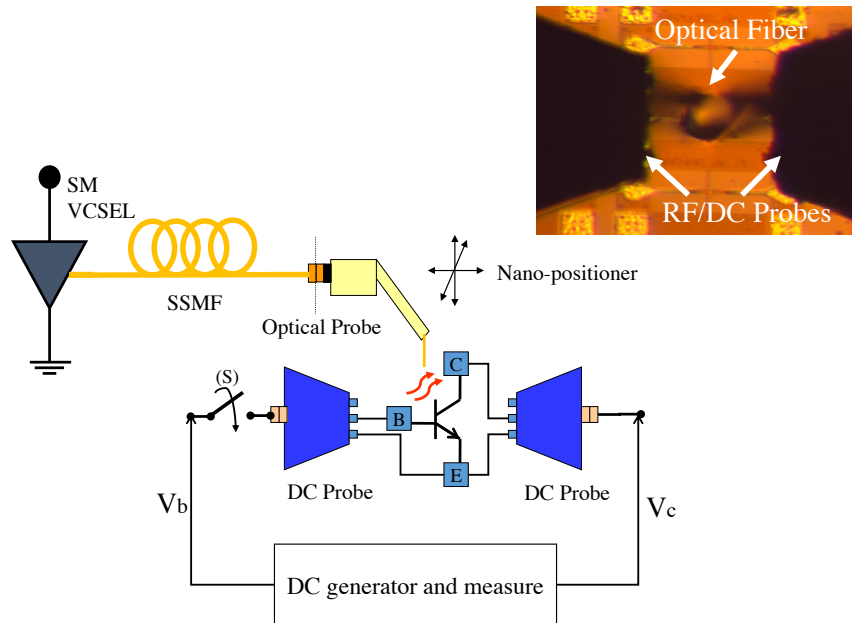 Optical Fiber
RF/DC Probes
SM
VCSEL
SSMF
Optical Probe
Nano-positioner
(S)
C
B
E
DC Probe
DC Probe
Vb
Vc
DC generator and measure